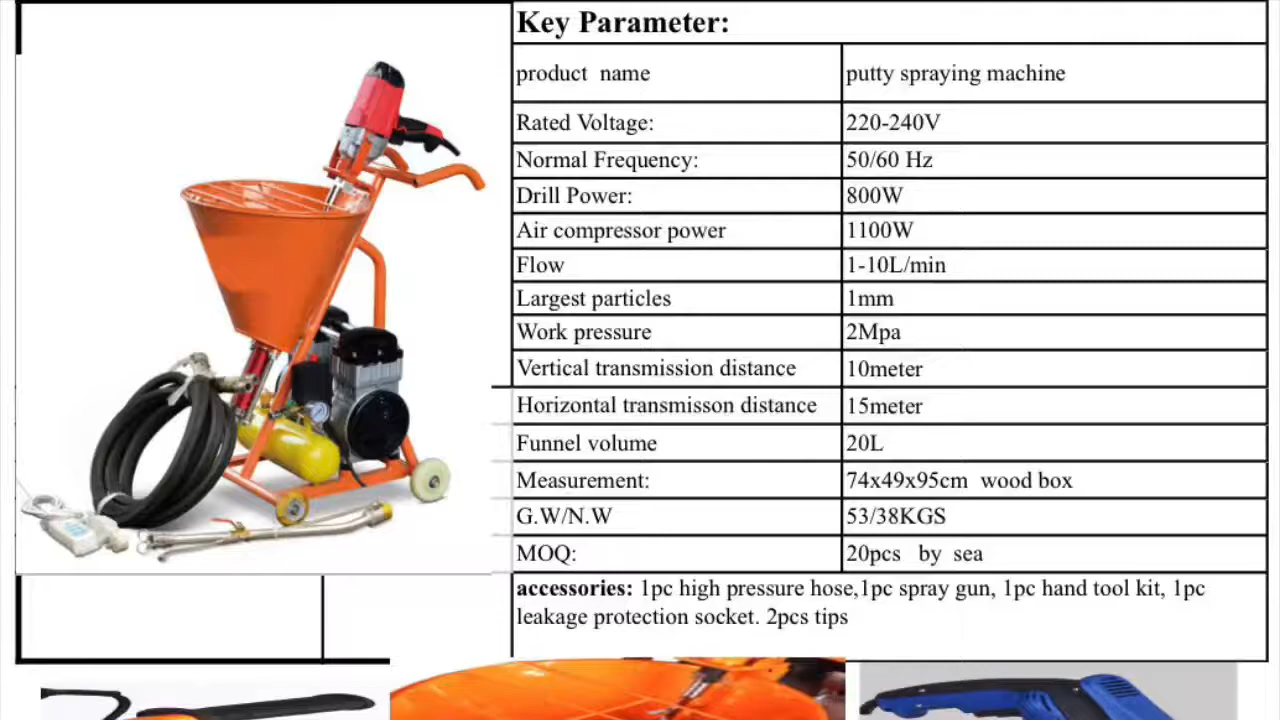 Key Parameter:
product name putty spraying machine
Rated Voltage: 220-240V
Normal Frequency: 50/60 Hz
Drill Power: 800W
Air compressor power 1100W
Flow 1-10L/min
Largest particles 1mm
Work pressure 2Mpa
Vertical transmission distance 10meter
Horizontal transmisson distance 15meter
Funnel volume 20L
Measurement: 74x49x95cm wood box
G.W/N.W 53/38KGS
MOQ: 20pcs by sea
accessories: 1pc high pressure hose,1pc spray gun, 1pc hand tool kit, 1pc
leakage protection socket. 2pcs tips